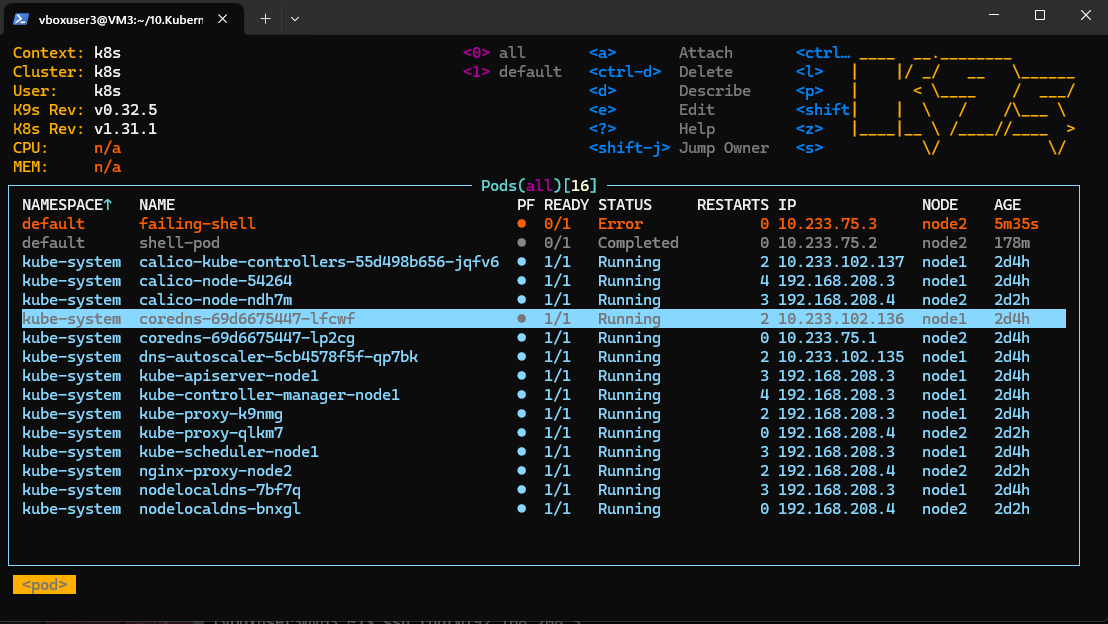 vboxuser3@VM3:~/10.Kubern
Context: k8s <0> all <a> Attach <ctrl…
Cluster: k8s <1> default <ctrl-d> Delete <l>
User: k8s <d> Describe <p>
K9s Rev: v0.32.5 <e> Edit <shift
K8s Rev: v1.31.1 <?> Help <z>
CPU: n/a <shift-j> Jump Owner <s>
MEM: n/a
Pods(all)[16]
NAMESPACE↑ NAME PF READY STATUS RESTARTS IP NODE AGE
default failing-shell ● 0/1 Error 0 10.233.75.3 node2 5m35s
default shell-pod ● 0/1 Completed 0 10.233.75.2 node2 178m
kube-system calico-kube-controllers-55d498b656-jqfv6 ● 1/1 Running 2 10.233.102.137 node1 2d4h
kube-system calico-node-54264 ● 1/1 Running 4 192.168.208.3 node1 2d4h
kube-system calico-node-ndh7m ● 1/1 Running 3 192.168.208.4 node2 2d2h
kube-system coredns-69d6675447-lfcwf ● 1/1 Running 2 10.233.102.136 node1 2d4h
kube-system coredns-69d6675447-lp2cg ● 1/1 Running 0 10.233.75.1 node2 2d4h
kube-system dns-autoscaler-5cb4578f5f-qp7bk ● 1/1 Running 2 10.233.102.135 node1 2d4h
kube-system kube-apiserver-node1 ● 1/1 Running 3 192.168.208.3 node1 2d4h
kube-system kube-controller-manager-node1 ● 1/1 Running 4 192.168.208.3 node1 2d4h
kube-system kube-proxy-k9nmg ● 1/1 Running 2 192.168.208.3 node1 2d2h
kube-system kube-proxy-qlkm7 ● 1/1 Running 0 192.168.208.4 node2 2d2h
kube-system kube-scheduler-node1 ● 1/1 Running 3 192.168.208.3 node1 2d4h
kube-system nginx-proxy-node2 ● 1/1 Running 2 192.168.208.4 node2 2d2h
kube-system nodelocaldns-7bf7q ● 1/1 Running 3 192.168.208.3 node1 2d4h
kube-system nodelocaldns-bnxgl ● 1/1 Running 0 192.168.208.4 node2 2d2h
<pod>